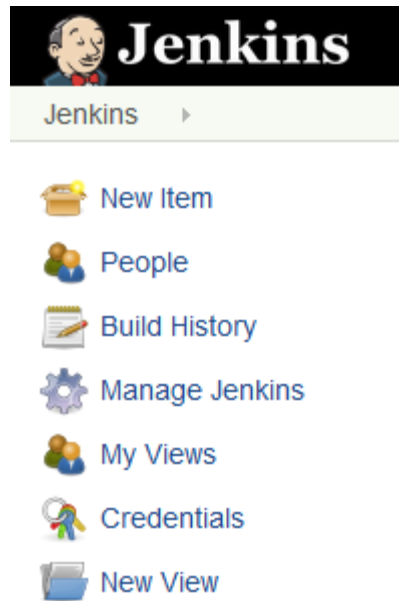 Jenkins
Jenkins
New Item
People
Build History
Manage Jenkins
My Views
Credentials
New View